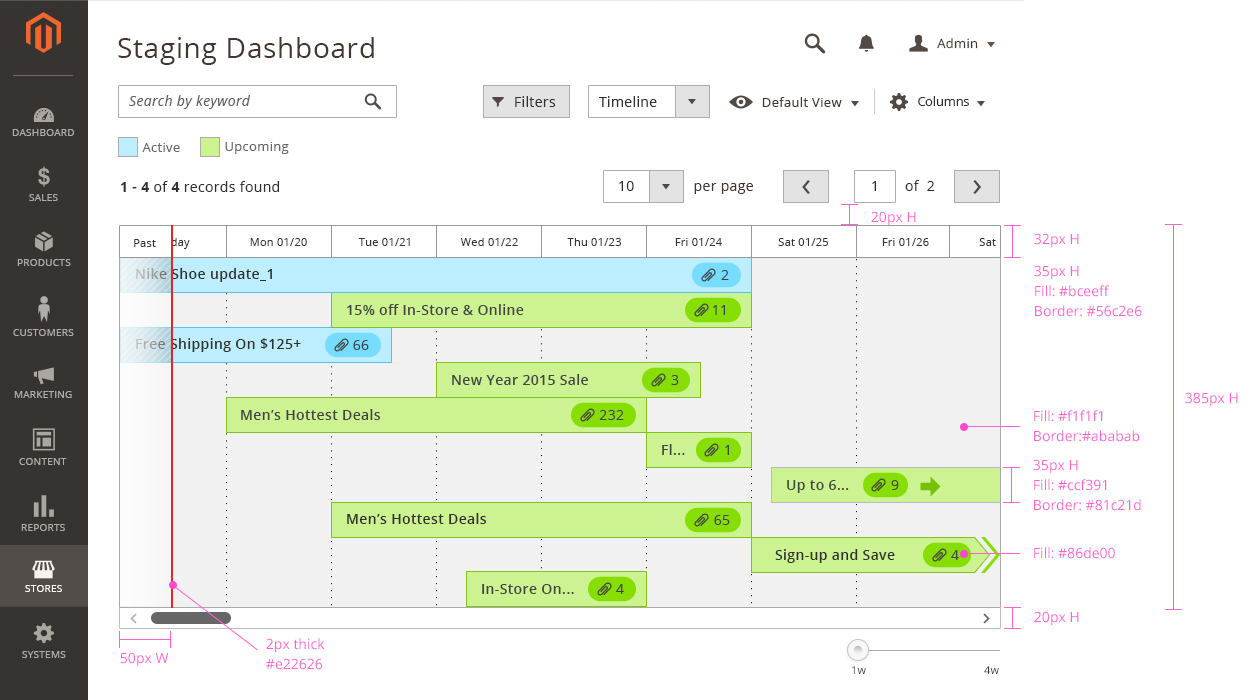 Staging Dashboard
Admin
Search by keyword
Filters
Timeline
Default View
Columns
Active
Upcoming
1 - 4 of 4 records found
10
per page
1
of 2
20px H
Past
day
Mon 01/20
Tue 01/21
Wed 01/22
Thu 01/23
Fri 01/24
Sat 01/25
Fri 01/26
Sat
32px H
Nike Shoe update_1
2
35px H
Fill: #bceeff
Border: #56c2e6
15% off In-Store & Online
11
Free Shipping On $125+
66
New Year 2015 Sale
3
385px H
Men’s Hottest Deals
232
Fill: #f1f1f1
Border:#ababab
Fl...
1
Up to 6...
9
35px H
Fill: #ccf391
Border: #81c21d
Men’s Hottest Deals
65
Sign-up and Save
4
Fill: #86de00
In-Store On...
4
20px H
50px W
2px thick
#e22626
1w
4w
DASHBOARD
SALES
PRODUCTS
CUSTOMERS
MARKETING
CONTENT
REPORTS
STORES
SYSTEMS